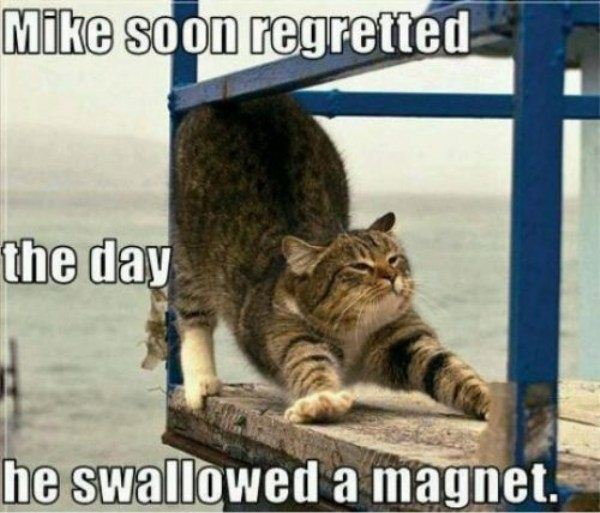 Mike soon regretted
the day
he swallowed a magnet.